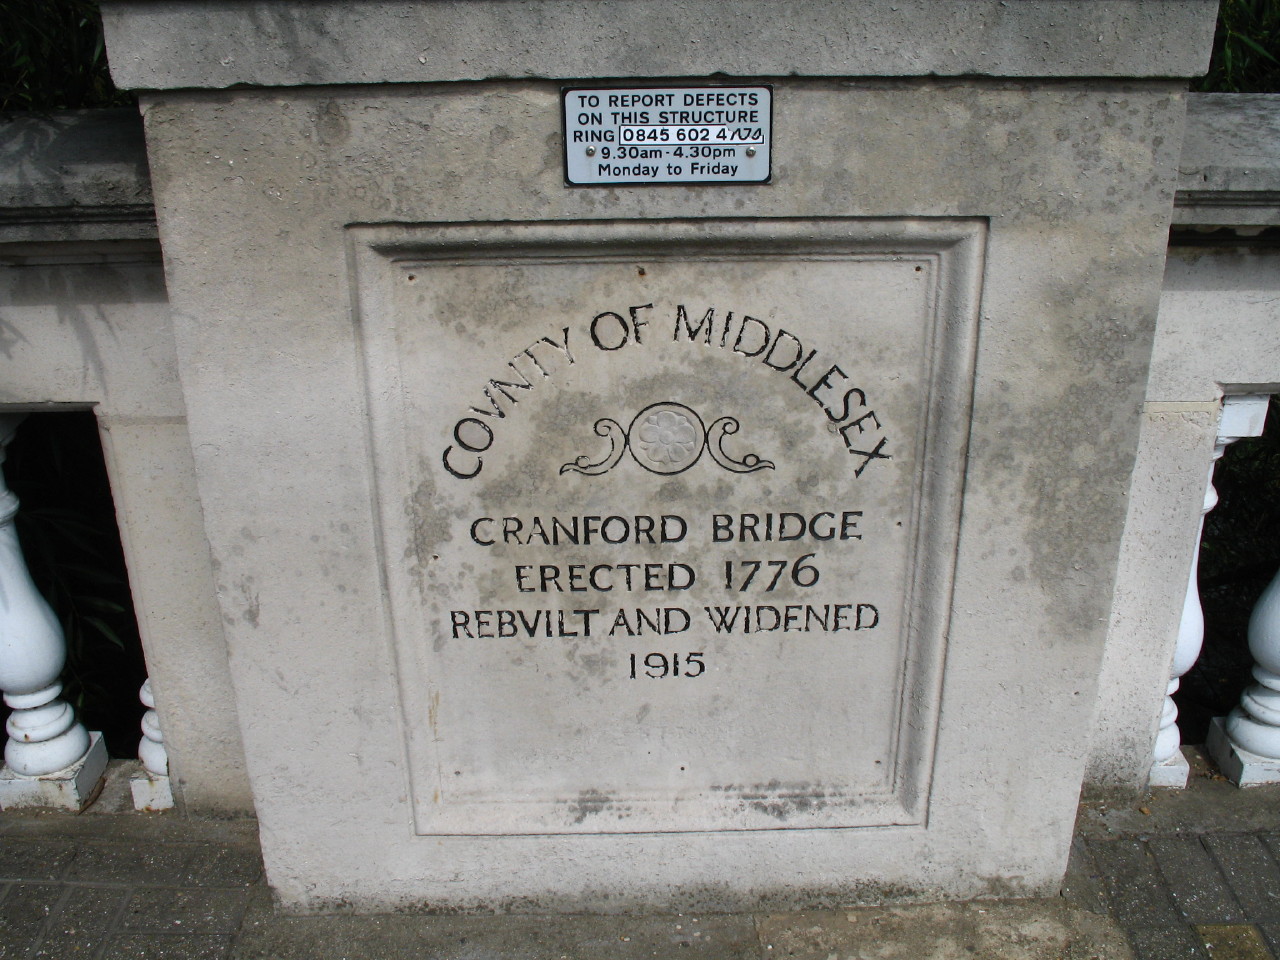 TO REPORT DEFECTS
ON THIS STRUCTURE
RING 0845 602
9.30am - 4.30pm
Monday to Friday
COVNTY OF MIDDLESEX
CRANFORD BRIDGE
ERECTED 1776
REBVILT AND WIDENED
1915